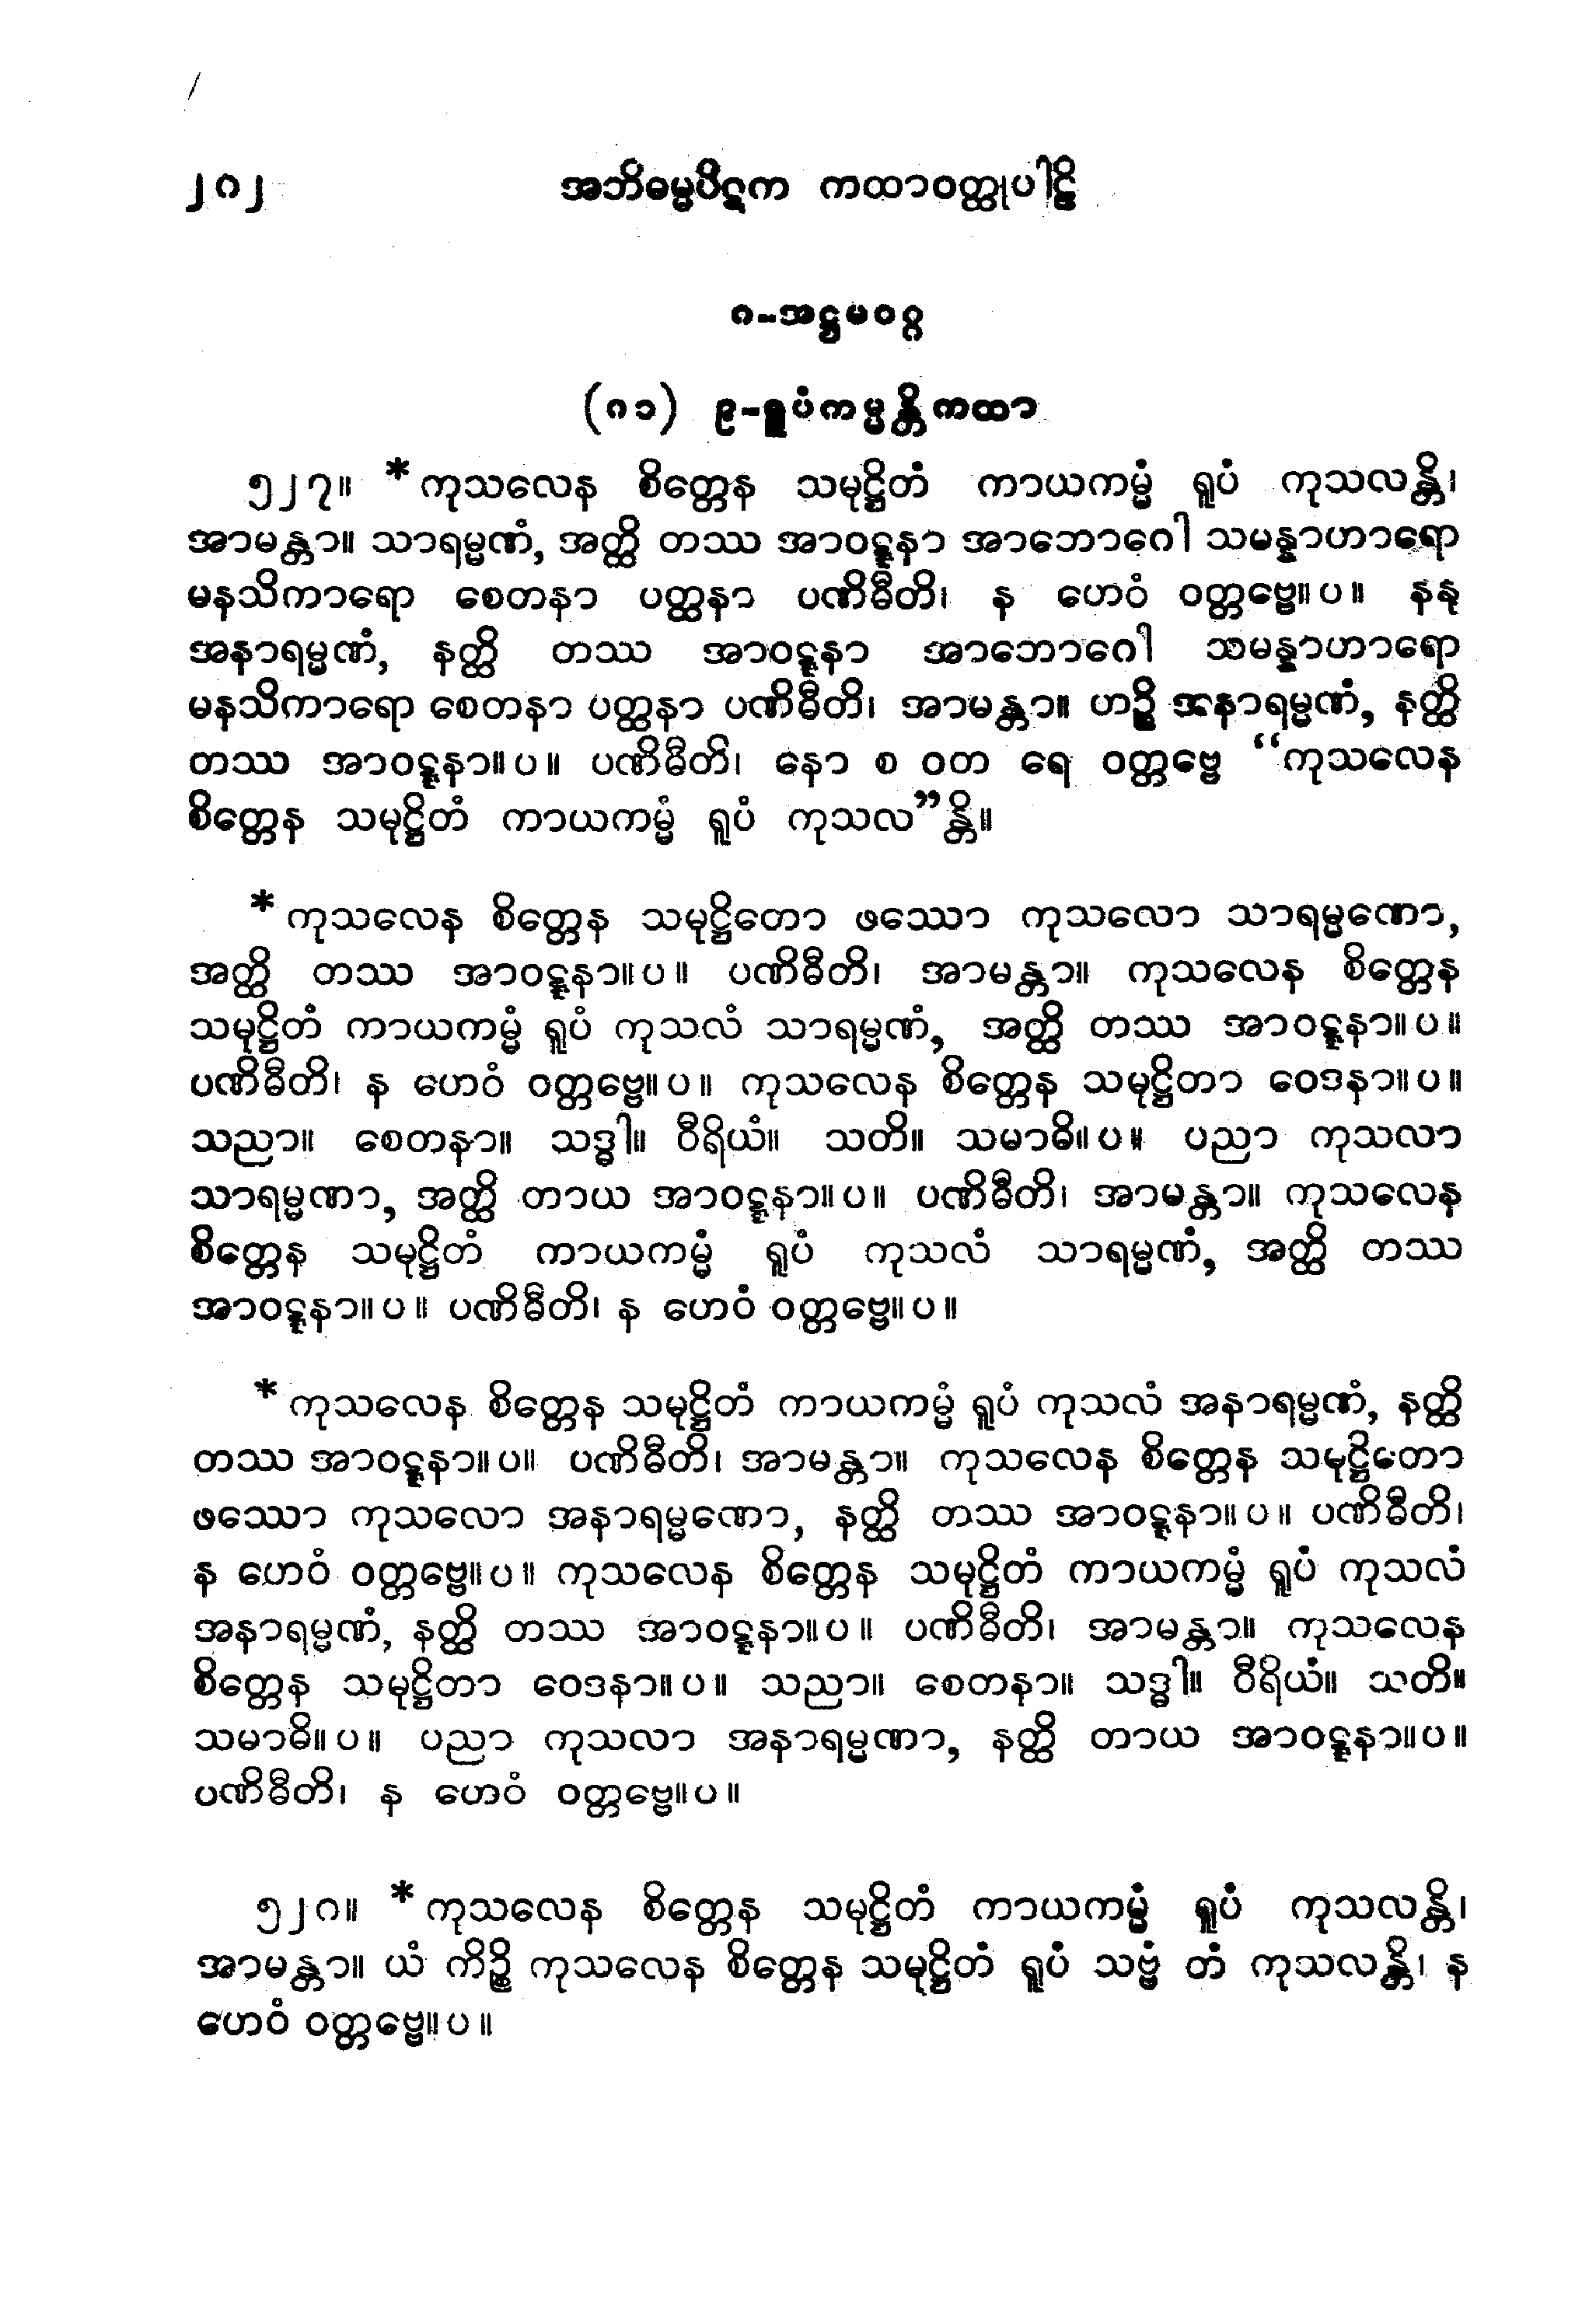 ၂၈၂ အဘိဓမ္မပိဋက ကထာဝတ္ထုပါဠိ
၈-အဋ္ဌမဝဂ္ဂ
(၈၁) ၉-ရူပံကမ္မန္တိကထာ
၅၂၇။ *ကုသလေန စိတ္တေန သမုဋ္ဌိတံ ကာယကမ္မံ ရူပံ ကုသလန္တိ၊
အာမန္တာ။ သာရမ္မဏံ, အတ္ထိ တဿ အာဝဋ္ဋနာ အာဘောဂေါ သမန္နာဟာရော
မနသိကာရော စေတနာ ပတ္ထနာ ပဏိဓီတိ၊ န ဟေဝံ ဝတ္တဗ္ဗေ။ပ။ နနု
အနာရမ္မဏံ, နတ္ထိ တဿ အာဝဋ္ဋနာ အာဘောဂေါ သမန္နာဟာရော
မနသိကာရော စေတနာ ပတ္ထနာ ပဏိဓီတိ၊ အာမန္တာ။ ဟဉ္စိ အနာရမ္မဏံ, နတ္ထိ
တဿ အာဝဋ္ဋနာ။ပ။ ပဏိဓီတိ၊ နော စ ဝတ ရေ ဝတ္တဗ္ဗေ “ကုသလေန
စိတ္တေန သမုဋ္ဌိတံ ကာယကမ္မံ ရူပံ ကုသလ”န္တိ။
*ကုသလေန စိတ္တေန သမုဋ္ဌိတော ဖဿော ကုသလော သာရမ္မဏော,
အတ္ထိ တဿ အာဝဋ္ဋနာ။ပ။ ပဏိဓီတိ၊ အာမန္တာ။ ကုသလေန စိတ္တေန
သမုဋ္ဌိတံ ကာယကမ္မံ ရူပံ ကုသလံ သာရမ္မဏံ, အတ္ထိ တဿ အာဝဋ္ဋနာ။ပ။
ပဏိဓီတိ၊ န ဟေဝံ ဝတ္တဗ္ဗေ။ပ။ ကုသလေန စိတ္တေန သမုဋ္ဌိတာ ဝေဒနာ။ပ။
သညာ။ စေတနာ။ သဒ္ဓါ။ ဝီရိယံ။ သတိ။ သမာဓိ။ပ။ ပညာ ကုသလာ
သာရမ္မဏာ, အတ္ထိ တာယ အာဝဋ္ဋနာ။ပ။ ပဏိဓီတိ၊ အာမန္တာ။ ကုသလေန
စိတ္တေန သမုဋ္ဌိတံ ကာယကမ္မံ ရူပံ ကုသလံ သာရမ္မဏံ, အတ္ထိ တဿ
အာဝဋ္ဋနာ။ပ။ ပဏိဓီတိ၊ န ဟေဝံ ဝတ္တဗ္ဗေ။ပ။
*ကုသလေန စိတ္တေန သမုဋ္ဌိတံ ကာယကမ္မံ ရူပံ ကုသလံ အနာရမ္မဏံ, နတ္ထိ
တဿ အာဝဋ္ဋနာ။ပ။ ပဏိဓီတိ၊ အာမန္တာ။ ကုသလေန စိတ္တေန သမုဋ္ဌိတော
ဖဿော ကုသလော အနာရမ္မဏော, နတ္ထိ တဿ အာဝဋ္ဋနာ။ပ။ ပဏိဓီတိ၊
န ဟေဝံ ဝတ္တဗ္ဗေ။ပ။ ကုသလေန စိတ္တေန သမုဋ္ဌိတံ ကာယကမ္မံ ရူပံ ကုသလံ
အနာရမ္မဏံ, နတ္ထိ တဿ အာဝဋ္ဋနာ။ပ။ ပဏိဓီတိ၊ အာမန္တာ။ ကုသလေန
စိတ္တေန သမုဋ္ဌိတာ ဝေဒနာ။ပ။ သညာ။ စေတနာ။ သဒ္ဓါ။ ဝီရိယံ။ သတိ။
သမာဓိ။ပ။ ပညာ ကုသလာ အနာရမ္မဏာ, နတ္ထိ တာယ အာဝဋ္ဋနာ။ပ။
ပဏိဓီတိ၊ န ဟေဝံ ဝတ္တဗ္ဗေ။ပ။
၅၂၈။ *ကုသလေန စိတ္တေန သမုဋ္ဌိတံ ကာယကမ္မံ ရူပံ ကုသလန္တိ၊
အာမန္တာ။ ယံ ကိဉ္စိ ကုသလေန စိတ္တေန သမုဋ္ဌိတံ ရူပံ သဗ္ဗံ တံ ကုသလန္တိ၊ န
ဟေဝံ ဝတ္တဗ္ဗေ။ပ။